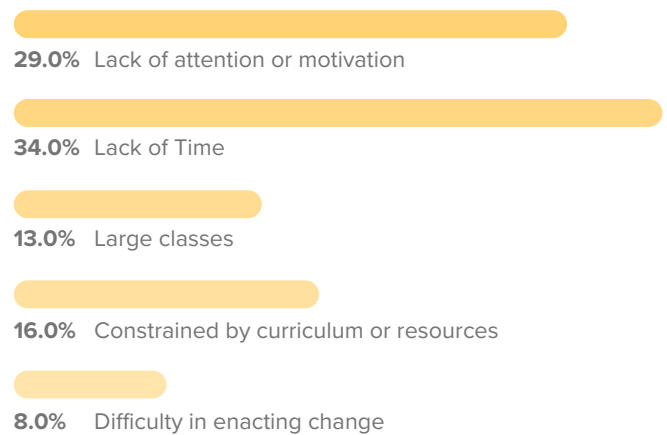 29.0% Lack of attention or motivation
34.0% Lack of Time
13.0% Large classes
16.0% Constrained by curriculum or resources
8.0% Difficulty in enacting change